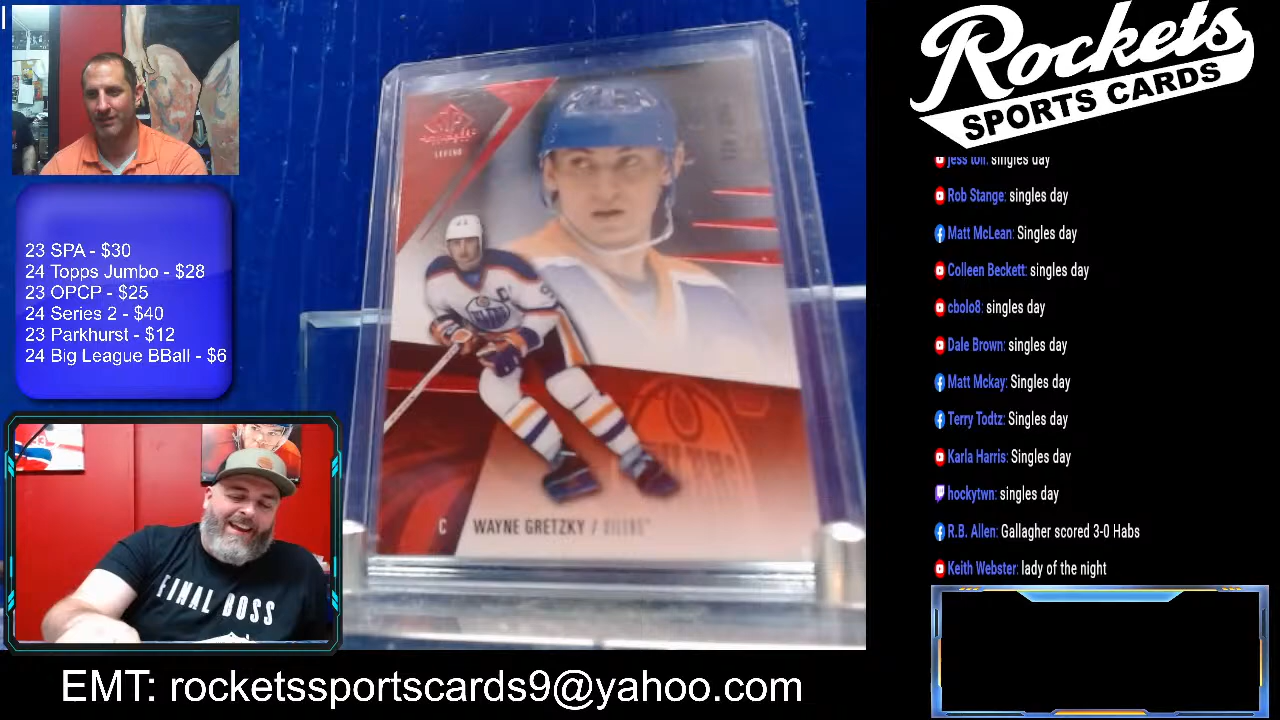 23 SPA - $30
24 Topps Jumbo - $28
23 OPCP - $25
24 Series 2 - $40
23 Parkhurst - $12
24 Big League BBall - $6
LEGEND
C
WAYNE GRETZKY / OILERS
FINAL BOSS
Rockets
SPORTS CARDS
jess toll: singles day
Rob Stange: singles day
Matt McLean: Singles day
Colleen Beckett: singles day
cbolo8: singles day
Dale Brown: singles day
Matt Mckay: Singles day
Terry Todtz: Singles day
Karla Harris: Singles day
hockytwn: singles day
R.B. Allen: Gallagher scored 3-0 Habs
Keith Webster: lady of the night
EMT: rocketssportscards9@yahoo.com